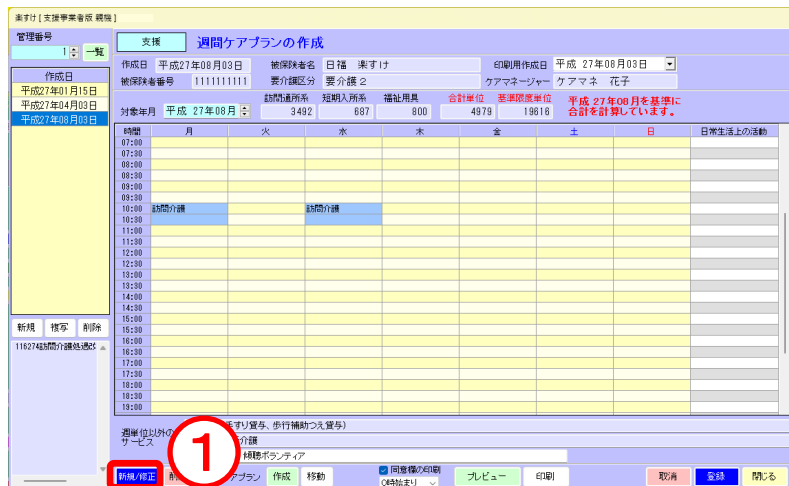 楽すけ [ 支援事業者版 親機 ]
管理番号
1 一覧
支援 週間ケアプランの作成
作成日
平成27年01月15日
平成27年04月03日
平成27年08月03日
作成日 平成27年08月03日 被保険者名 日福 楽すけ 印刷用作成日 平成 27年08月03日
被保険者番号 1111111111 要介護区分 要介護2 ケアマネージャー ケアマネ 花子
訪問通所系 短期入所系 福祉用具 合計単位 基準限度単位
対象年月 平成 27年08月 3492 687 800 4979 19616
平成 27年08月を基準に
合計を計算しています。
時間 月 火 水 木 金 土 日 日常生活上の活動
07:00
07:30
08:00
08:30
09:00
09:30
10:00 訪問介護 訪問介護
10:30
11:00
11:30
12:00
12:30
13:00
13:30
14:00
14:30
15:00
15:30
16:00
16:30
17:00
17:30
18:00
18:30
19:00
新規 複写 削除
116274訪問介護処遇改
週単位以外の
サービス
手すり貸与、歩行補助つえ貸与)
介護
傾聴ボランティア
①
新規/修正 削 アプラン 作成 移動 同意欄の印刷 プレビュー 印刷 取消 登録 閉じる
0時始まり